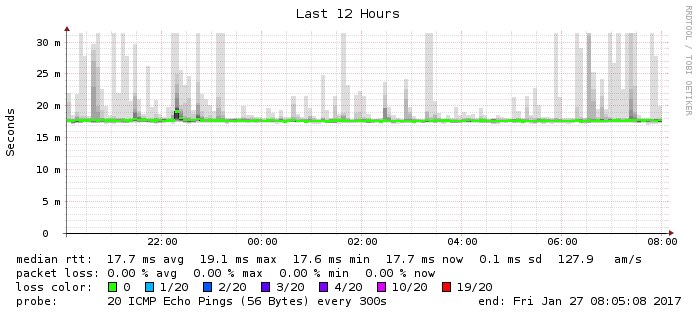 Last 12 Hours
RRDTOOL / TOBI OETIKER
Seconds
30 m
25 m
20 m
15 m
10 m
5 m
0
22:00 00:00 02:00 04:00 06:00 08:00
median rtt: 17.7 ms avg 19.1 ms max 17.6 ms min 17.7 ms now 0.1 ms sd 127.9 am/s
packet loss: 0.00 % avg 0.00 % max 0.00 % min 0.00 % now
loss color: 0 1/20 2/20 3/20 4/20 10/20 19/20
probe: 20 ICMP Echo Pings (56 Bytes) every 300s end: Fri Jan 27 08:05:08 2017